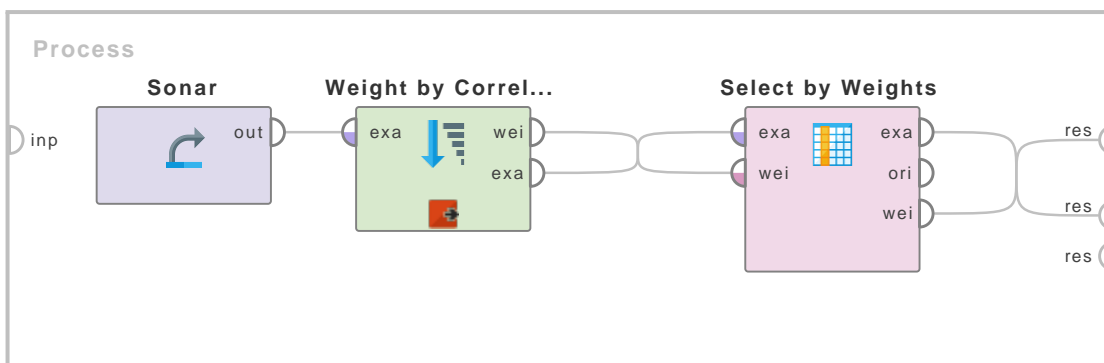 Process
Sonar
Weight by Correl...
Select by Weights
inp
out
exa
wei
exa
exa
wei
exa
ori
wei
res
res
res